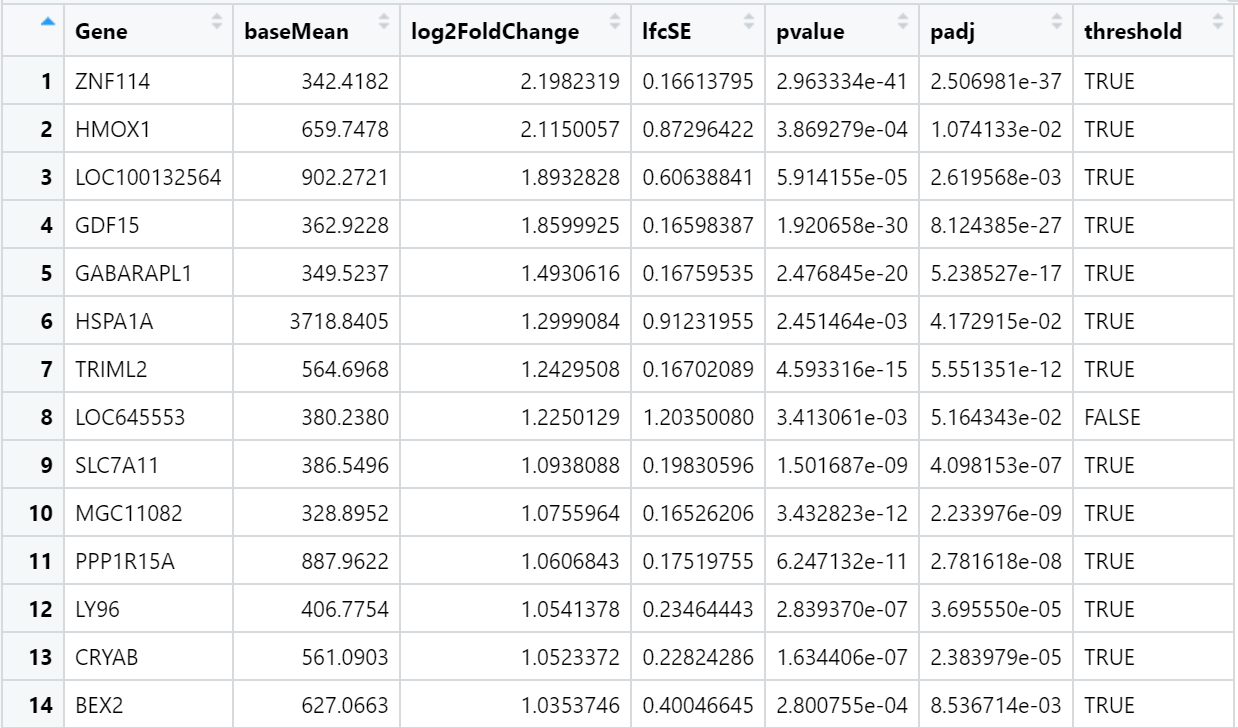 Gene baseMean log2FoldChange lfcSE pvalue padj threshold
1 ZNF114 342.4182 2.1982319 0.16613795 2.963334e-41 2.506981e-37 TRUE
2 HMOX1 659.7478 2.1150057 0.87296422 3.869279e-04 1.074133e-02 TRUE
3 LOC100132564 902.2721 1.8932828 0.60638841 5.914155e-05 2.619568e-03 TRUE
4 GDF15 362.9228 1.8599925 0.16598387 1.920658e-30 8.124385e-27 TRUE
5 GABARAPL1 349.5237 1.4930616 0.16759535 2.476845e-20 5.238527e-17 TRUE
6 HSPA1A 3718.8405 1.2999084 0.91231955 2.451464e-03 4.172915e-02 TRUE
7 TRIML2 564.6968 1.2429508 0.16702089 4.593316e-15 5.551351e-12 TRUE
8 LOC645553 380.2380 1.2250129 1.20350080 3.413061e-03 5.164343e-02 FALSE
9 SLC7A11 386.5496 1.0938088 0.19830596 1.501687e-09 4.098153e-07 TRUE
10 MGC11082 328.8952 1.0755964 0.16526206 3.432823e-12 2.233976e-09 TRUE
11 PPP1R15A 887.9622 1.0606843 0.17519755 6.247132e-11 2.781618e-08 TRUE
12 LY96 406.7754 1.0541378 0.23464443 2.839370e-07 3.695550e-05 TRUE
13 CRYAB 561.0903 1.0523372 0.22824286 1.634406e-07 2.383979e-05 TRUE
14 BEX2 627.0663 1.0353746 0.40046645 2.800755e-04 8.536714e-03 TRUE